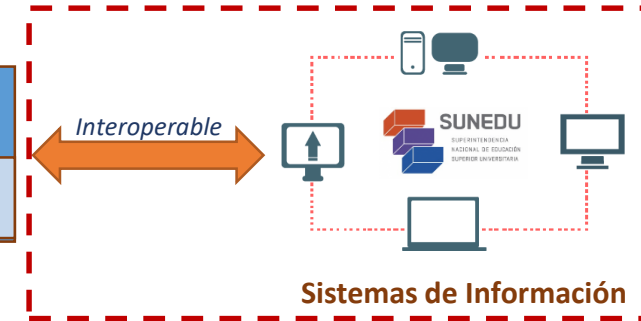 Interoperable
SUNEDU
SUPERINTENDENCIA
NACIONAL DE EDUCACIÓN
SUPERIOR UNIVERSITARIA
Sistemas de Información